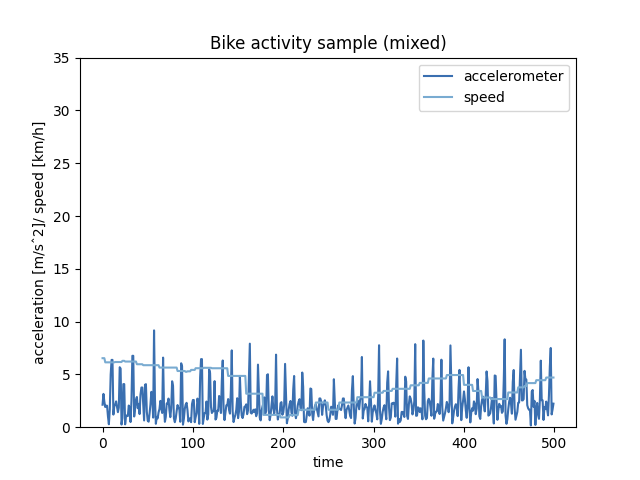 Bike activity sample (mixed)
35
30
25
20
15
10
5
0
acceleration [m/sˆ2]/ speed [km/h]
accelerometer
speed
0
100
200
300
400
500
time